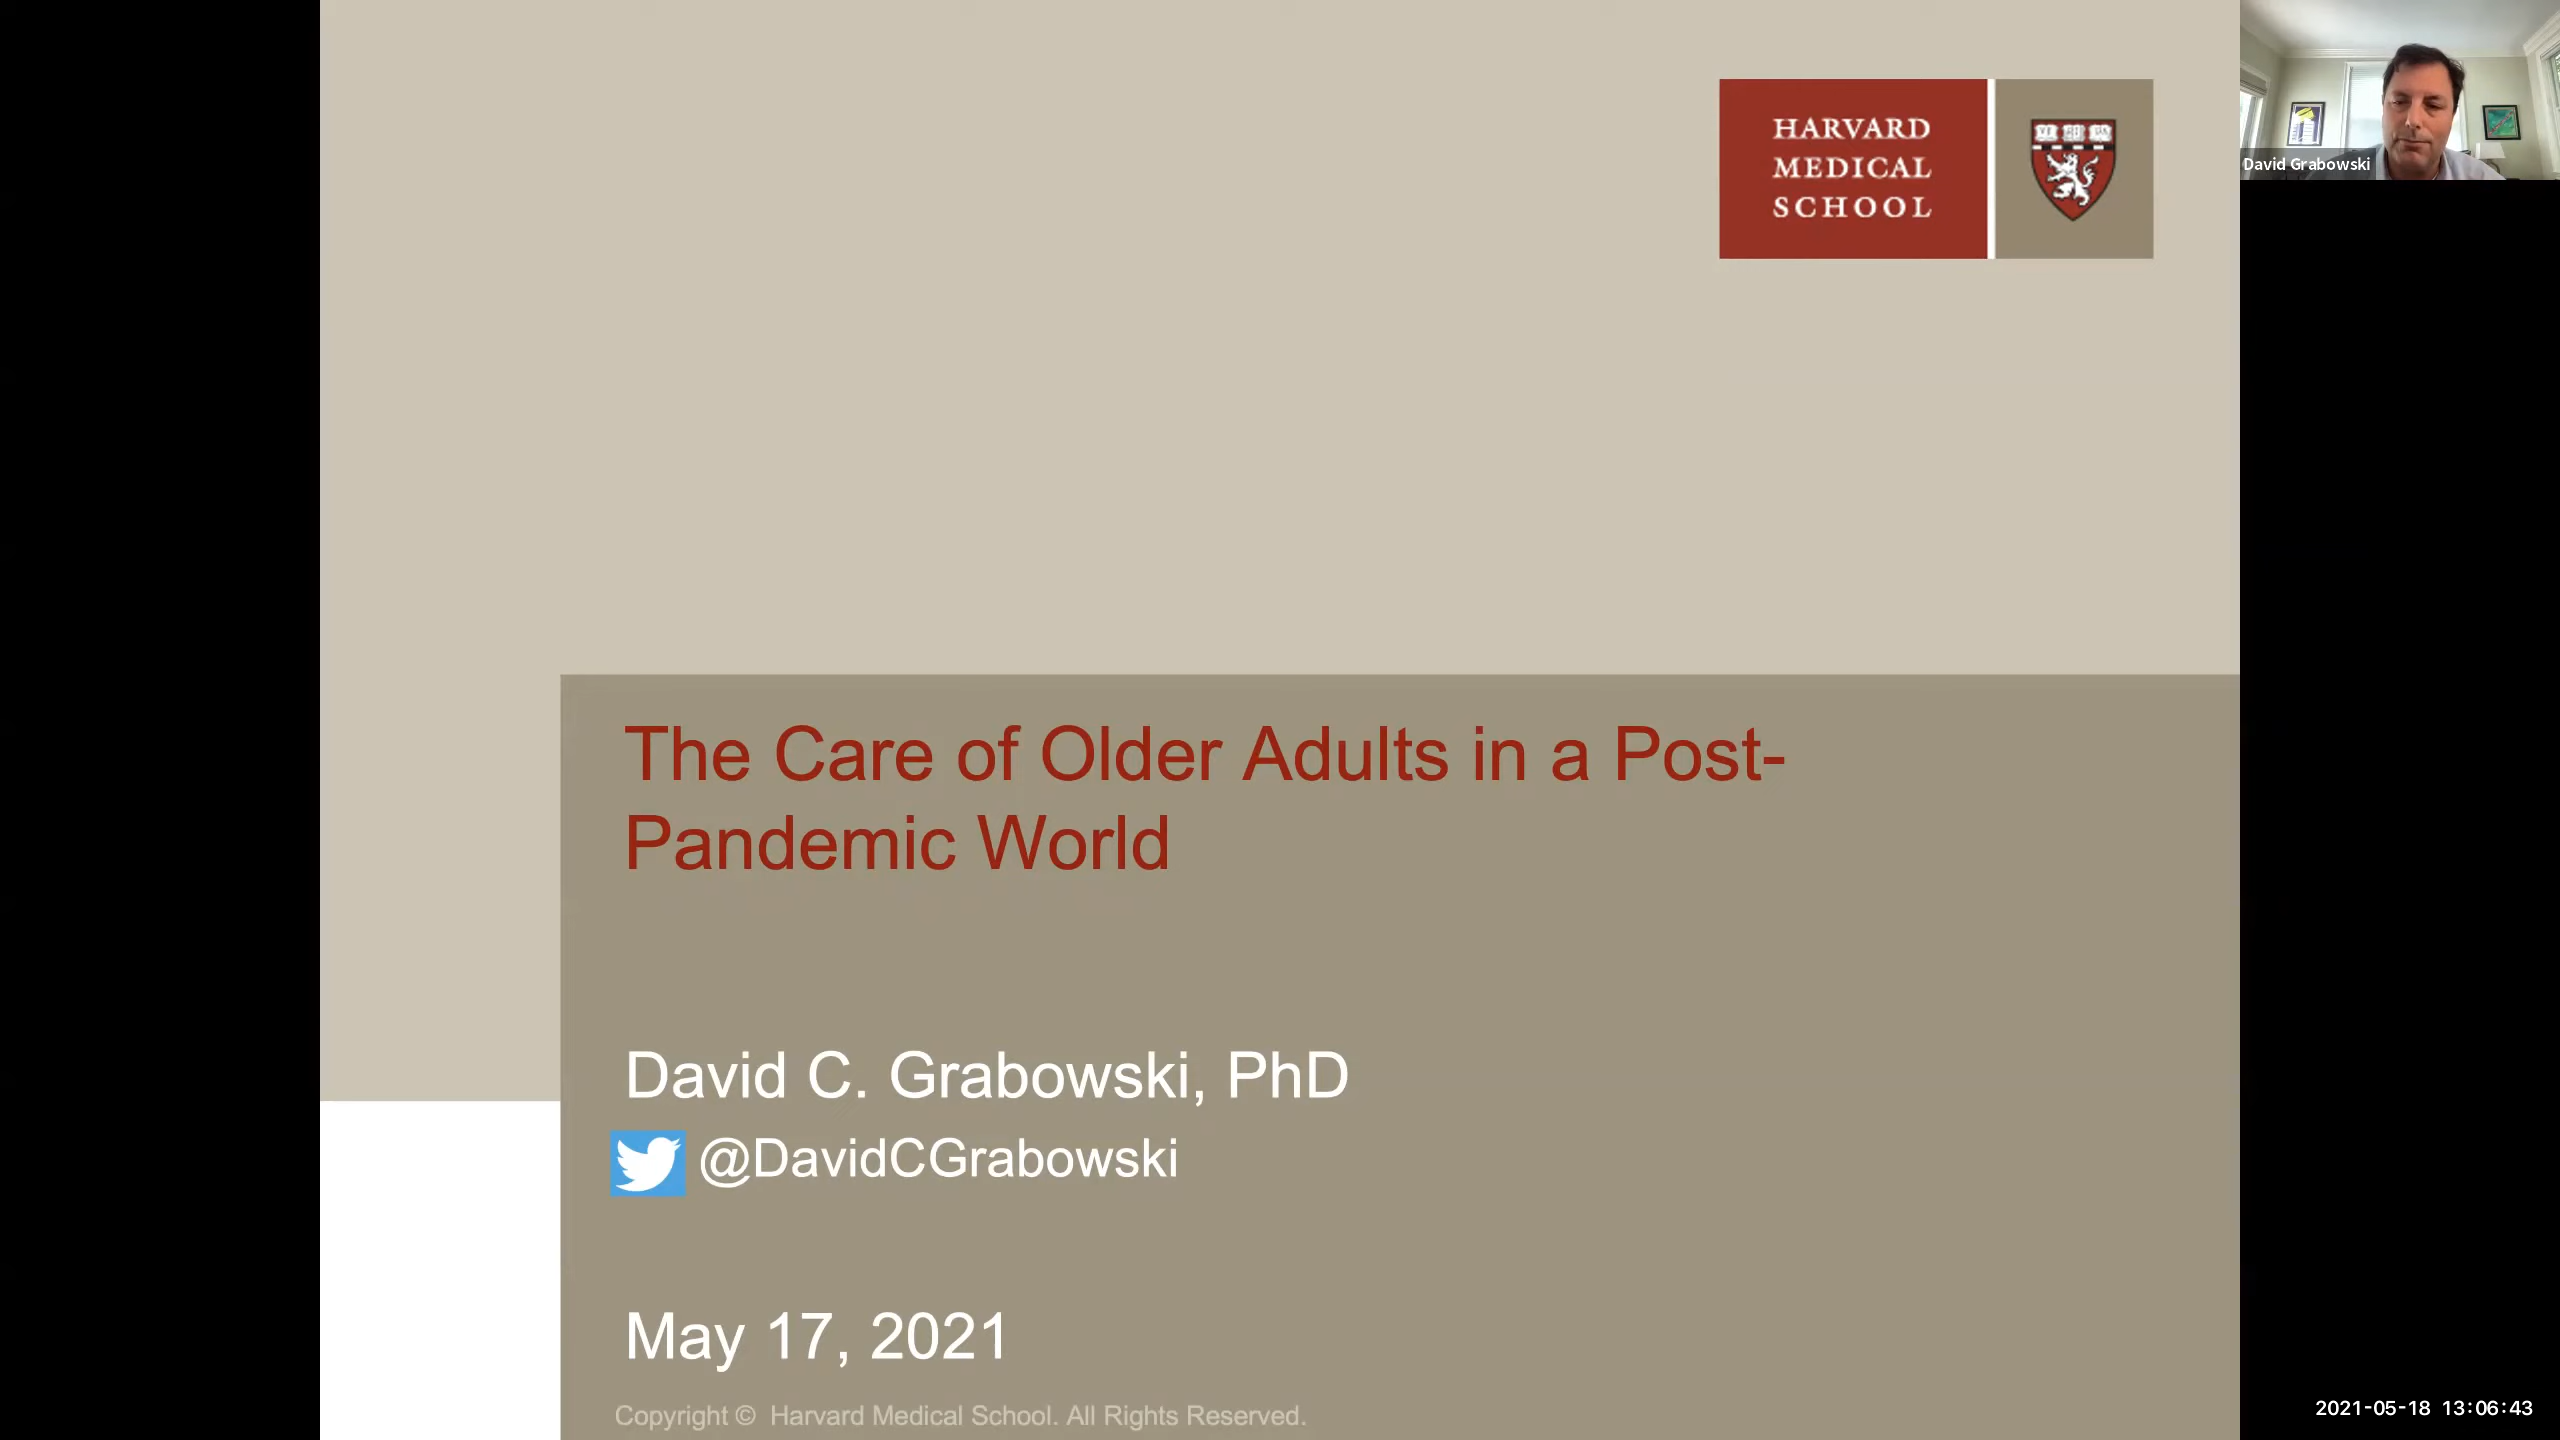 HARVARD
MEDICAL
SCHOOL
David Grabowski
The Care of Older Adults in a Post-
Pandemic World
David C. Grabowski, PhD
@DavidCGrabowski
May 17, 2021
Copyright © Harvard Medical School. All Rights Reserved.
2021-05-18 13:06:43